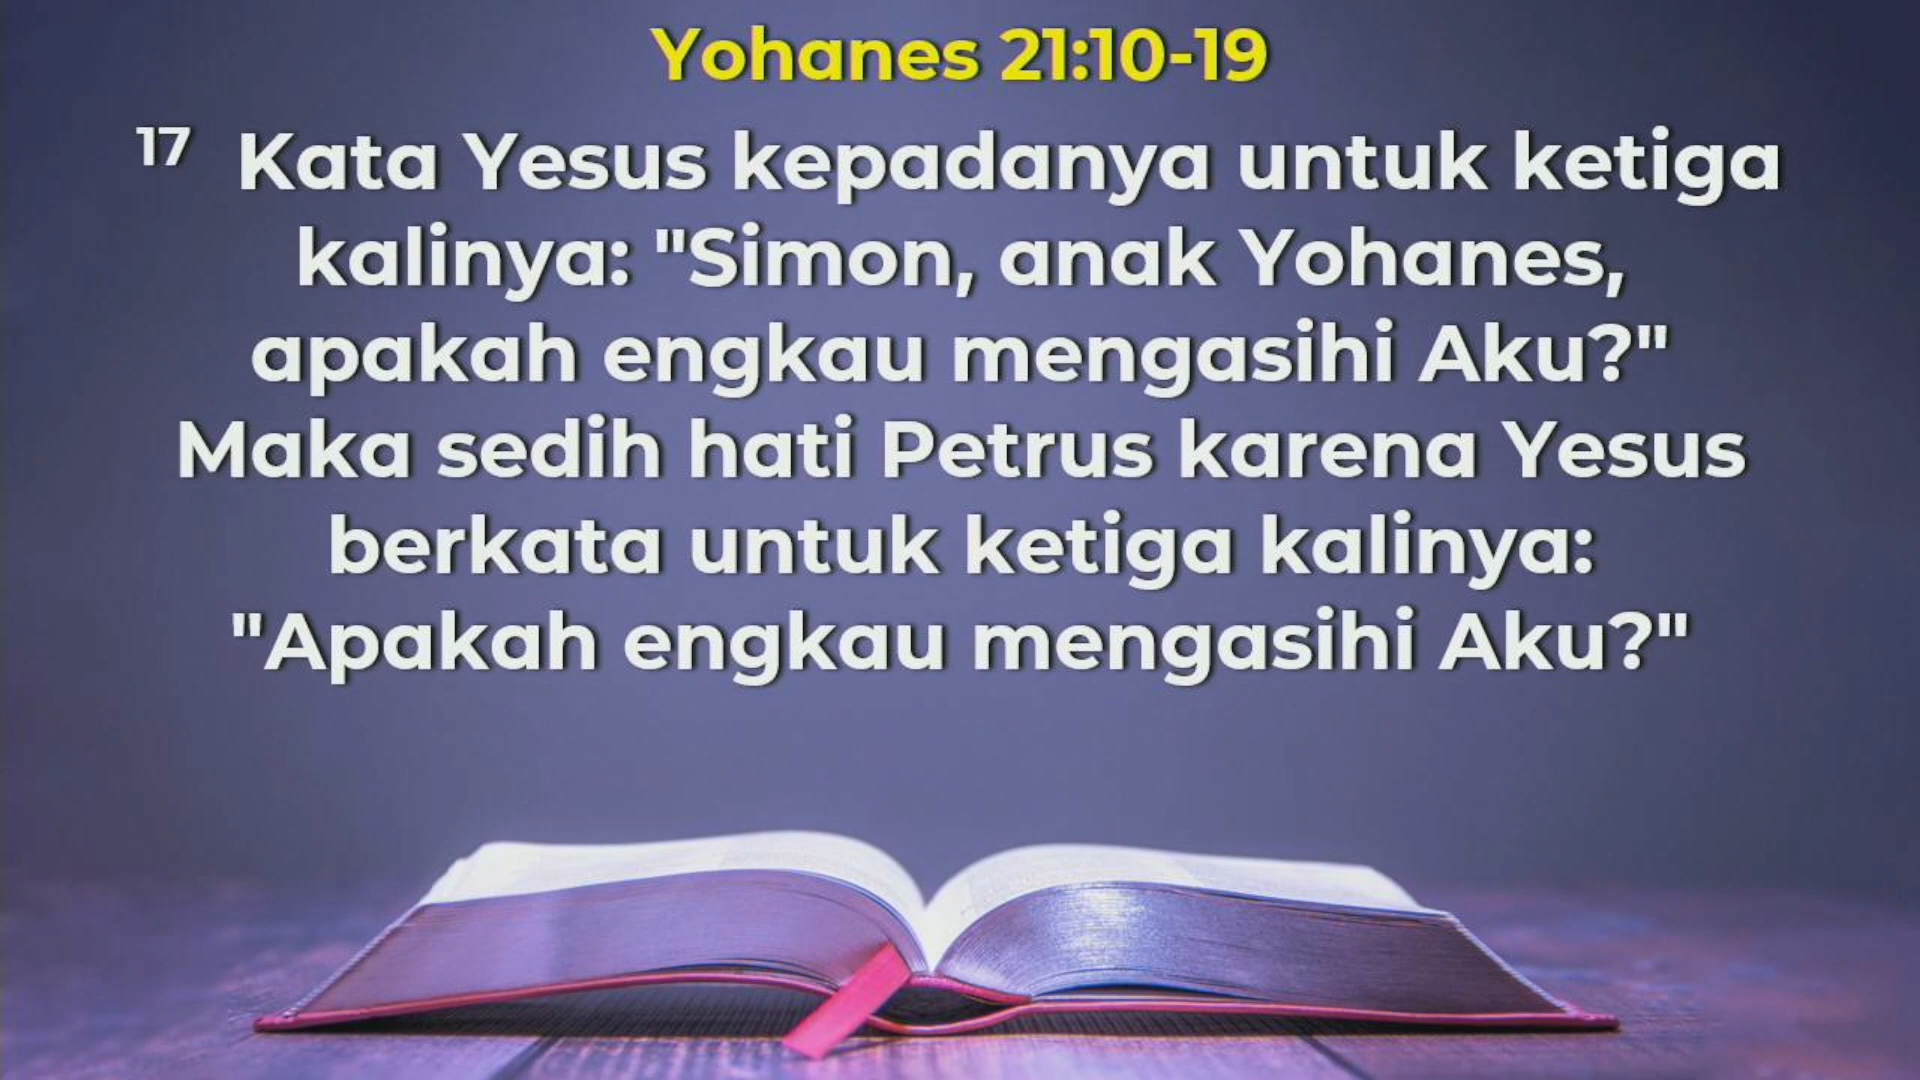 Yohanes 21:10-19
17 Kata Yesus kepadanya untuk ketiga
kalinya: "Simon, anak Yohanes,
apakah engkau mengasihi Aku?"
Maka sedih hati Petrus karena Yesus
berkata untuk ketiga kalinya:
"Apakah engkau mengasihi Aku?"